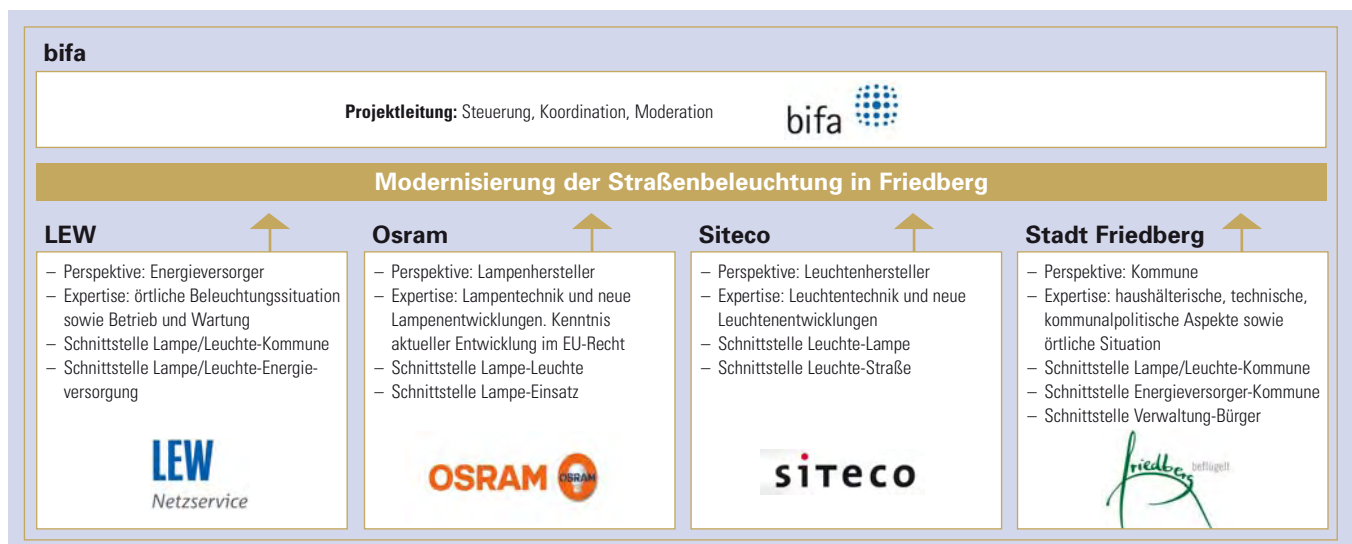 bifa
Projektleitung: Steuerung, Koordination, Moderation
bifa
Modernisierung der Straßenbeleuchtung in Friedberg
LEW
– Perspektive: Energieversorger
– Expertise: örtliche Beleuchtungssituation
sowie Betrieb und Wartung
– Schnittstelle Lampe/Leuchte-Kommune
– Schnittstelle Lampe/Leuchte-Energie-
versorgung
LEW
Netzservice
Osram
– Perspektive: Lampenhersteller
– Expertise: Lampentechnik und neue
Lampenentwicklungen. Kenntnis
aktueller Entwicklung im EU-Recht
– Schnittstelle Lampe-Leuchte
– Schnittstelle Lampe-Einsatz
OSRAM
OSRAM
Siteco
– Perspektive: Leuchtenhersteller
– Expertise: Leuchtentechnik und neue
Leuchtenentwicklungen
– Schnittstelle Leuchte-Lampe
– Schnittstelle Leuchte-Straße
siteco
Stadt Friedberg
– Perspektive: Kommune
– Expertise: haushälterische, technische,
kommunalpolitische Aspekte sowie
örtliche Situation
– Schnittstelle Lampe/Leuchte-Kommune
– Schnittstelle Energieversorger-Kommune
– Schnittstelle Verwaltung-Bürger
friedberg beflügelt